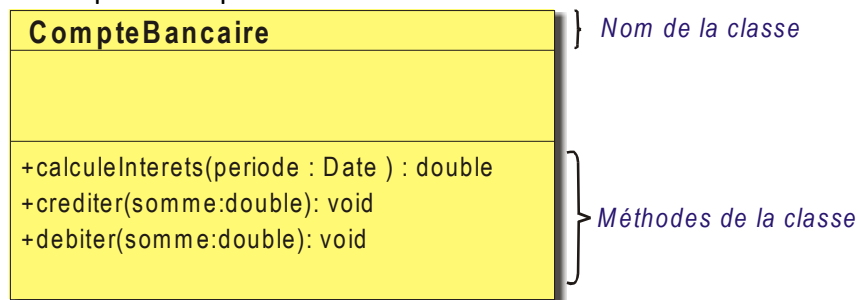 CompteBancaire
Nom de la classe
+calculeInterets(periode : Date ) : double
+crediter(somme:double): void
+debiter(somme:double): void
Méthodes de la classe